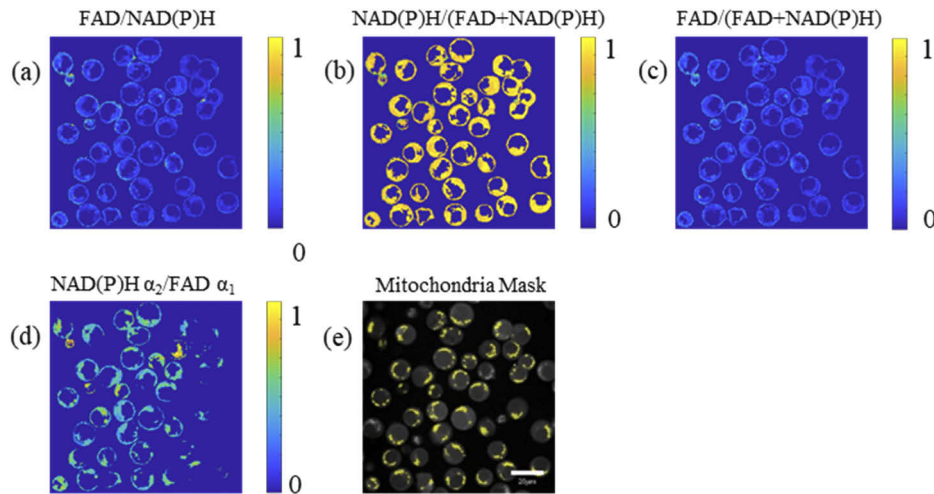 FAD/NAD(P)H
NAD(P)H/(FAD+NAD(P)H)
FAD/(FAD+NAD(P)H)
(a)
1
0
(b)
1
0
(c)
1
0
NAD(P)H α₂/FAD α₁
Mitochondria Mask
(d)
1
0
(e)
20μm